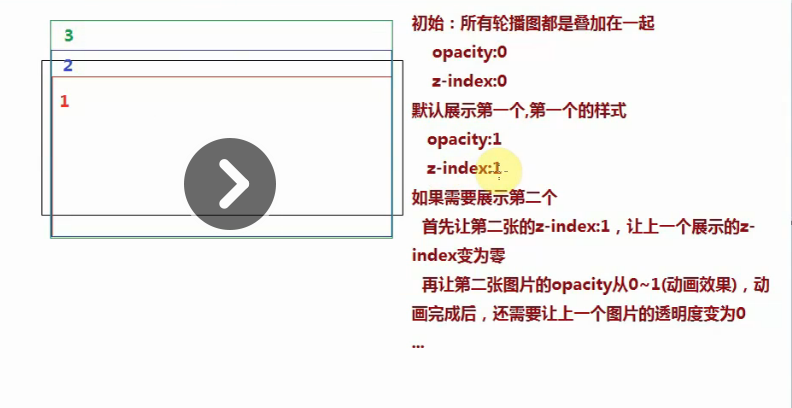 3
2
1
初始：所有轮播图都是叠加在一起
opacity:0
z-index:0
默认展示第一个,第一个的样式
opacity:1
z-index:1
如果需要展示第二个
首先让第二张的z-index:1，让上一个展示的z-
index变为零
再让第二张图片的opacity从0~1(动画效果)，动
画完成后，还需要让上一个图片的透明度变为0
...